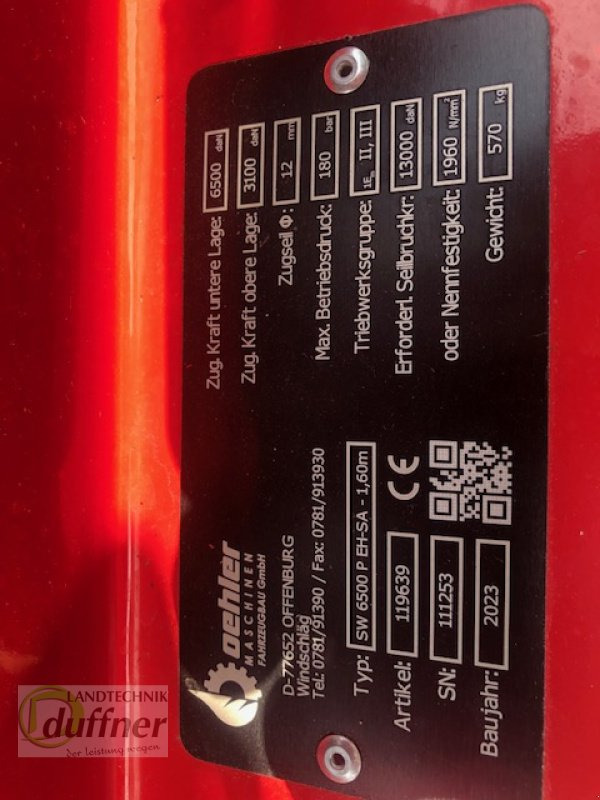 oehler
MASCHINEN
FAHRZEUGBAU GmbH
D-77652 OFFENBURG
Windschläg
Tel.: 0781/91390 / Fax: 0781/913930
Typ: SW 6500 P EH-SA - 1,60m
Artikel: 119639
SN: 111253
Baujahr: 2023
CE
Zug. Kraft untere Lage: 6500 daN
Zug. Kraft obere Lage: 3100 daN
Zugseil Φ: 12 mm
Max. Betriebsdruck: 180 bar
Triebwerksgruppe: 1Em II, III
Erforderl. Seilbruchkr: 13000 daN
oder Nennfestigkeit: 1960 N/mm²
Gewicht: 570 kg
LANDTECHNIK
duffner
der leistung wegen